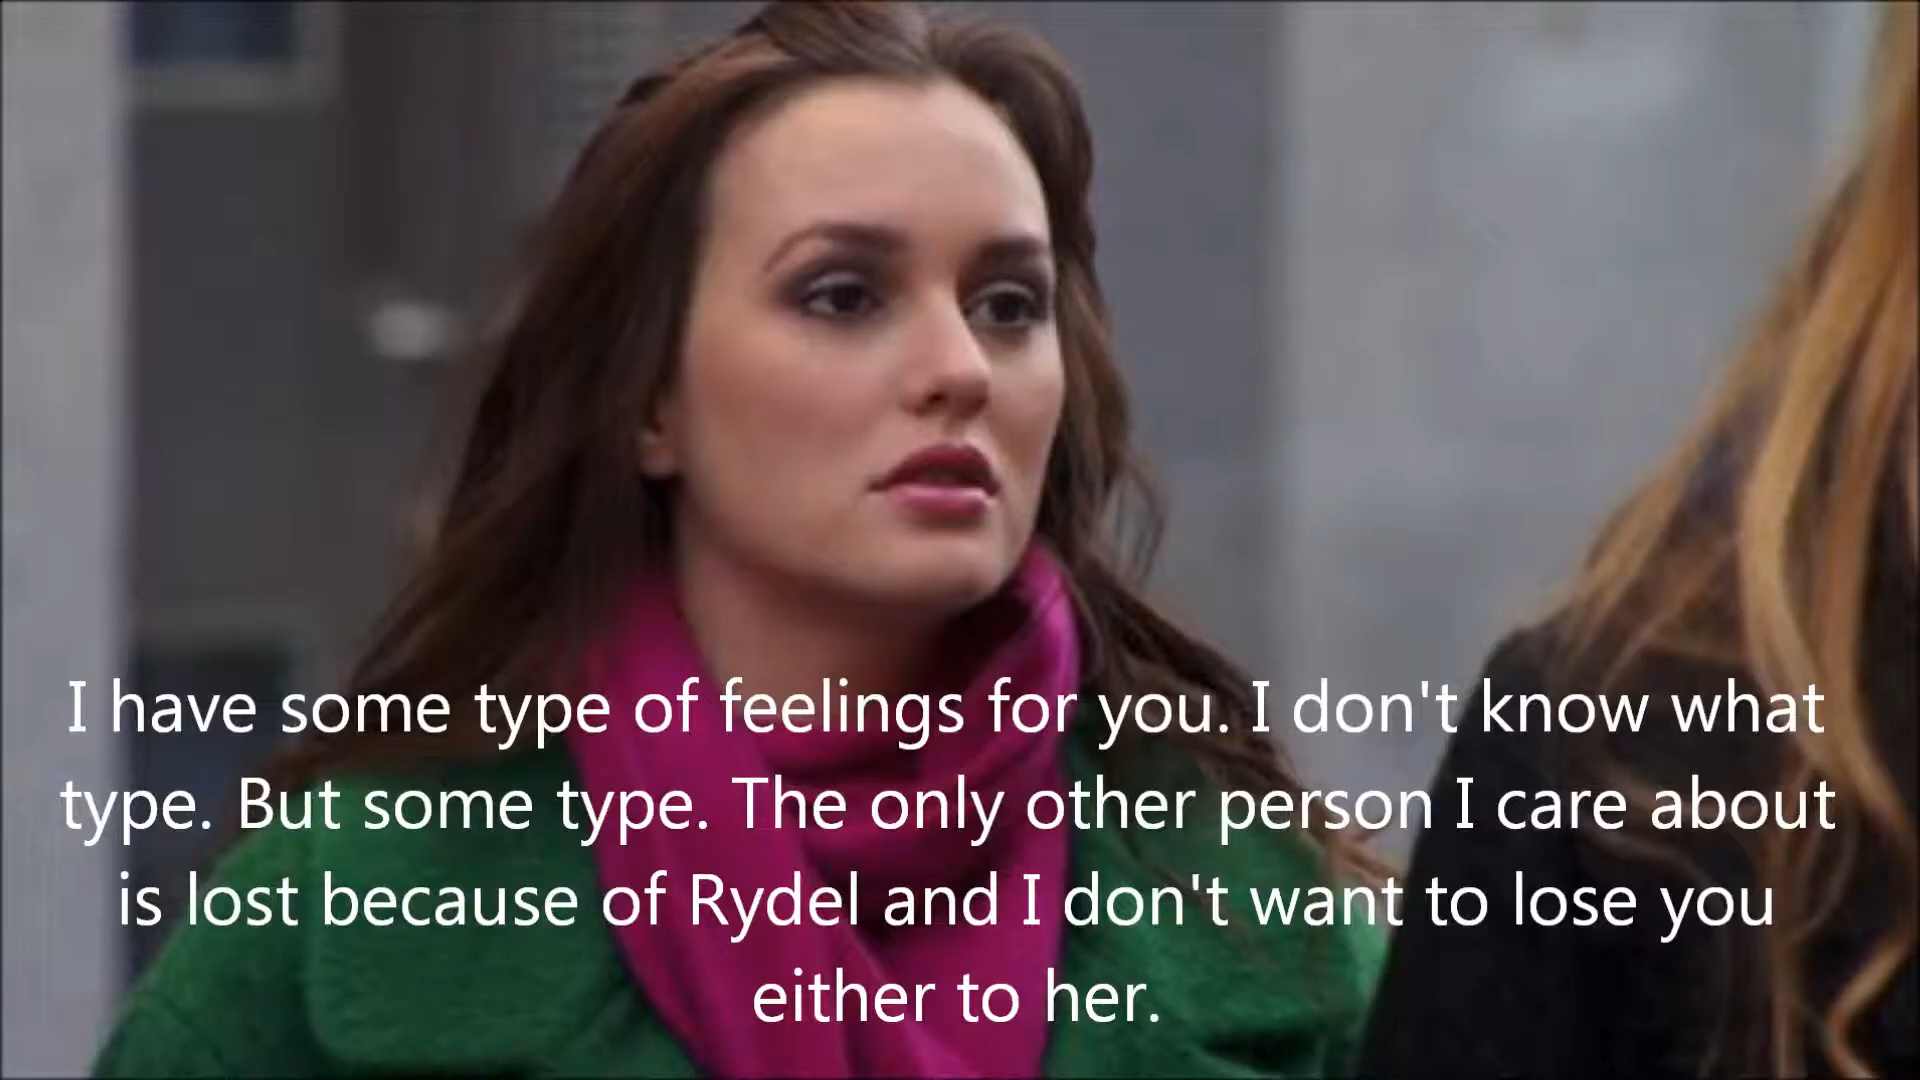 I have some type of feelings for you. I don't know what
type. But some type. The only other person I care about
is lost because of Rydel and I don't want to lose you
either to her.